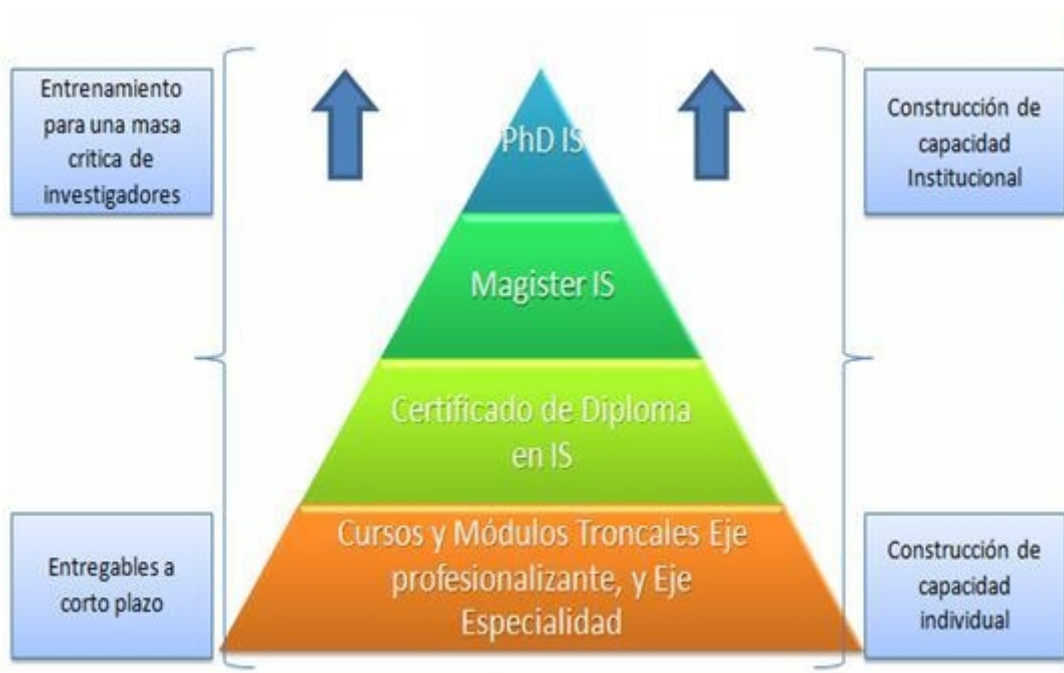 Entrenamiento
para una masa
critica de
investigadores
PhD IS
Construcción de
capacidad
Institucional
Magister IS
Certificado de Diploma
en IS
Entregables a
corto plazo
Cursos y Módulos Troncales Eje
profesionalizante, y Eje
Especialidad
Construcción de
capacidad
individual